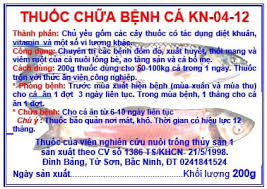 THUỐC CHỮA BỆNH CÁ KN-04-12
Thành phần: Chủ yếu gồm các cây thuốc có tác dụng diệt khuẩn,
vitamin và một số vi lượng khác.
Công dụng: Chuyên trị các bệnh đốm đỏ, xuất huyết, thối mang và
viêm ruột của cá nuôi lồng bè, ao tăng sản và cá bố mẹ.
Cách dùng: 200g thuốc dùng cho 50-100kg cá trong 1 ngày. Thuốc
trộn với thức ăn viên công nghiệp.
* Phòng bệnh: Trước mùa xuất hiện bệnh (mùa xuân và mùa thu)
cho cá ăn 1 đợt 3 ngày liên tục. Trong mùa bệnh, 1 tháng cho cá
ăn 1 đợt.
* Chữa bệnh: Cho cá ăn từ 6-10 ngày liên tục
* Chú ý: Thuốc bảo quản nơi mát, khô. Thời gian có hiệu lực: 12
tháng.
Thuốc của viện nghiên cứu nuôi trồng thủy sản 1
sản xuất theo CV số 1386-TS/KHCN. 21/5/1998.
Đình Bảng, Từ Sơn, Bắc Ninh, ĐT 0241841524
Ngày sản xuất Khối lượng 200g